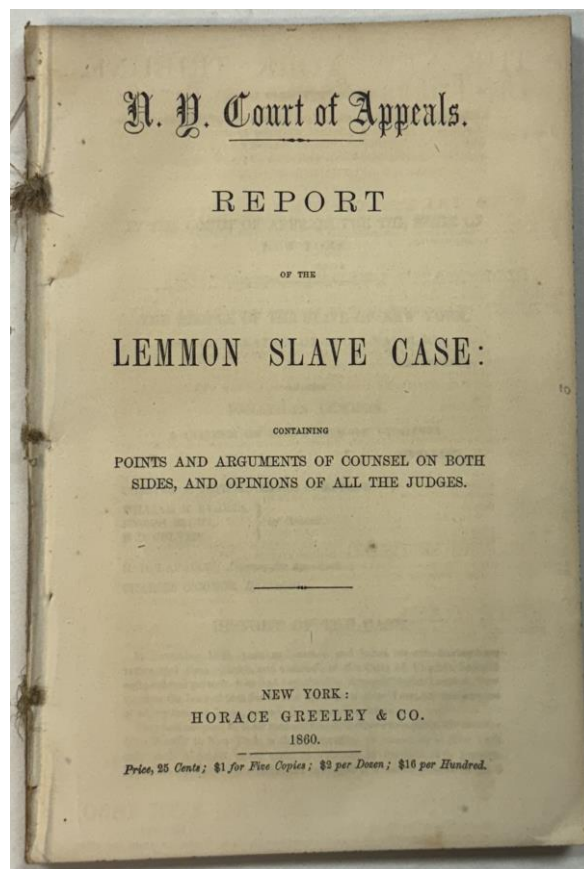 N. Y. Court of Appeals.
REPORT
OF THE
LEMMON SLAVE CASE:
CONTAINING
POINTS AND ARGUMENTS OF COUNSEL ON BOTH
SIDES, AND OPINIONS OF ALL THE JUDGES.
NEW YORK:
HORACE GREELEY & CO.
1860.
Price, 25 Cents; $1 for Five Copies; $2 per Dozen; $16 per Hundred.
10